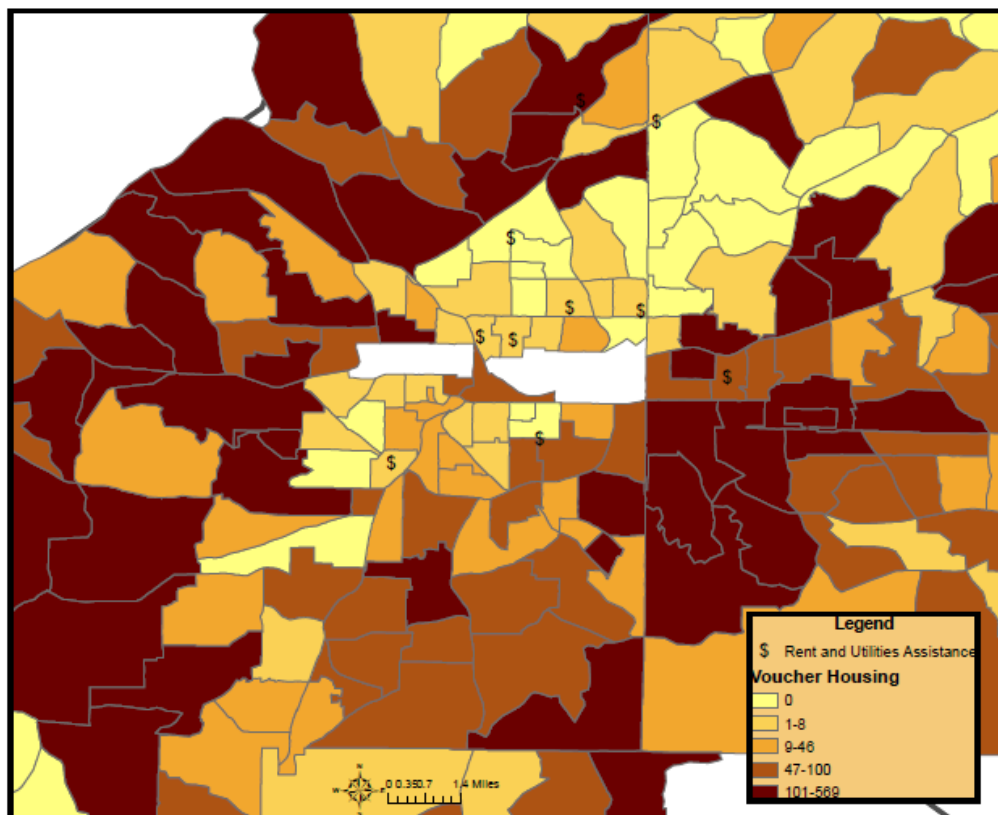 $
$
$
$
$
$
$
$
$
$
Legend
$ Rent and Utilities Assistance
Voucher Housing
0
1-8
9-46
47-100
101-569
N
W E
S
0 0.35 0.7 1.4 Miles